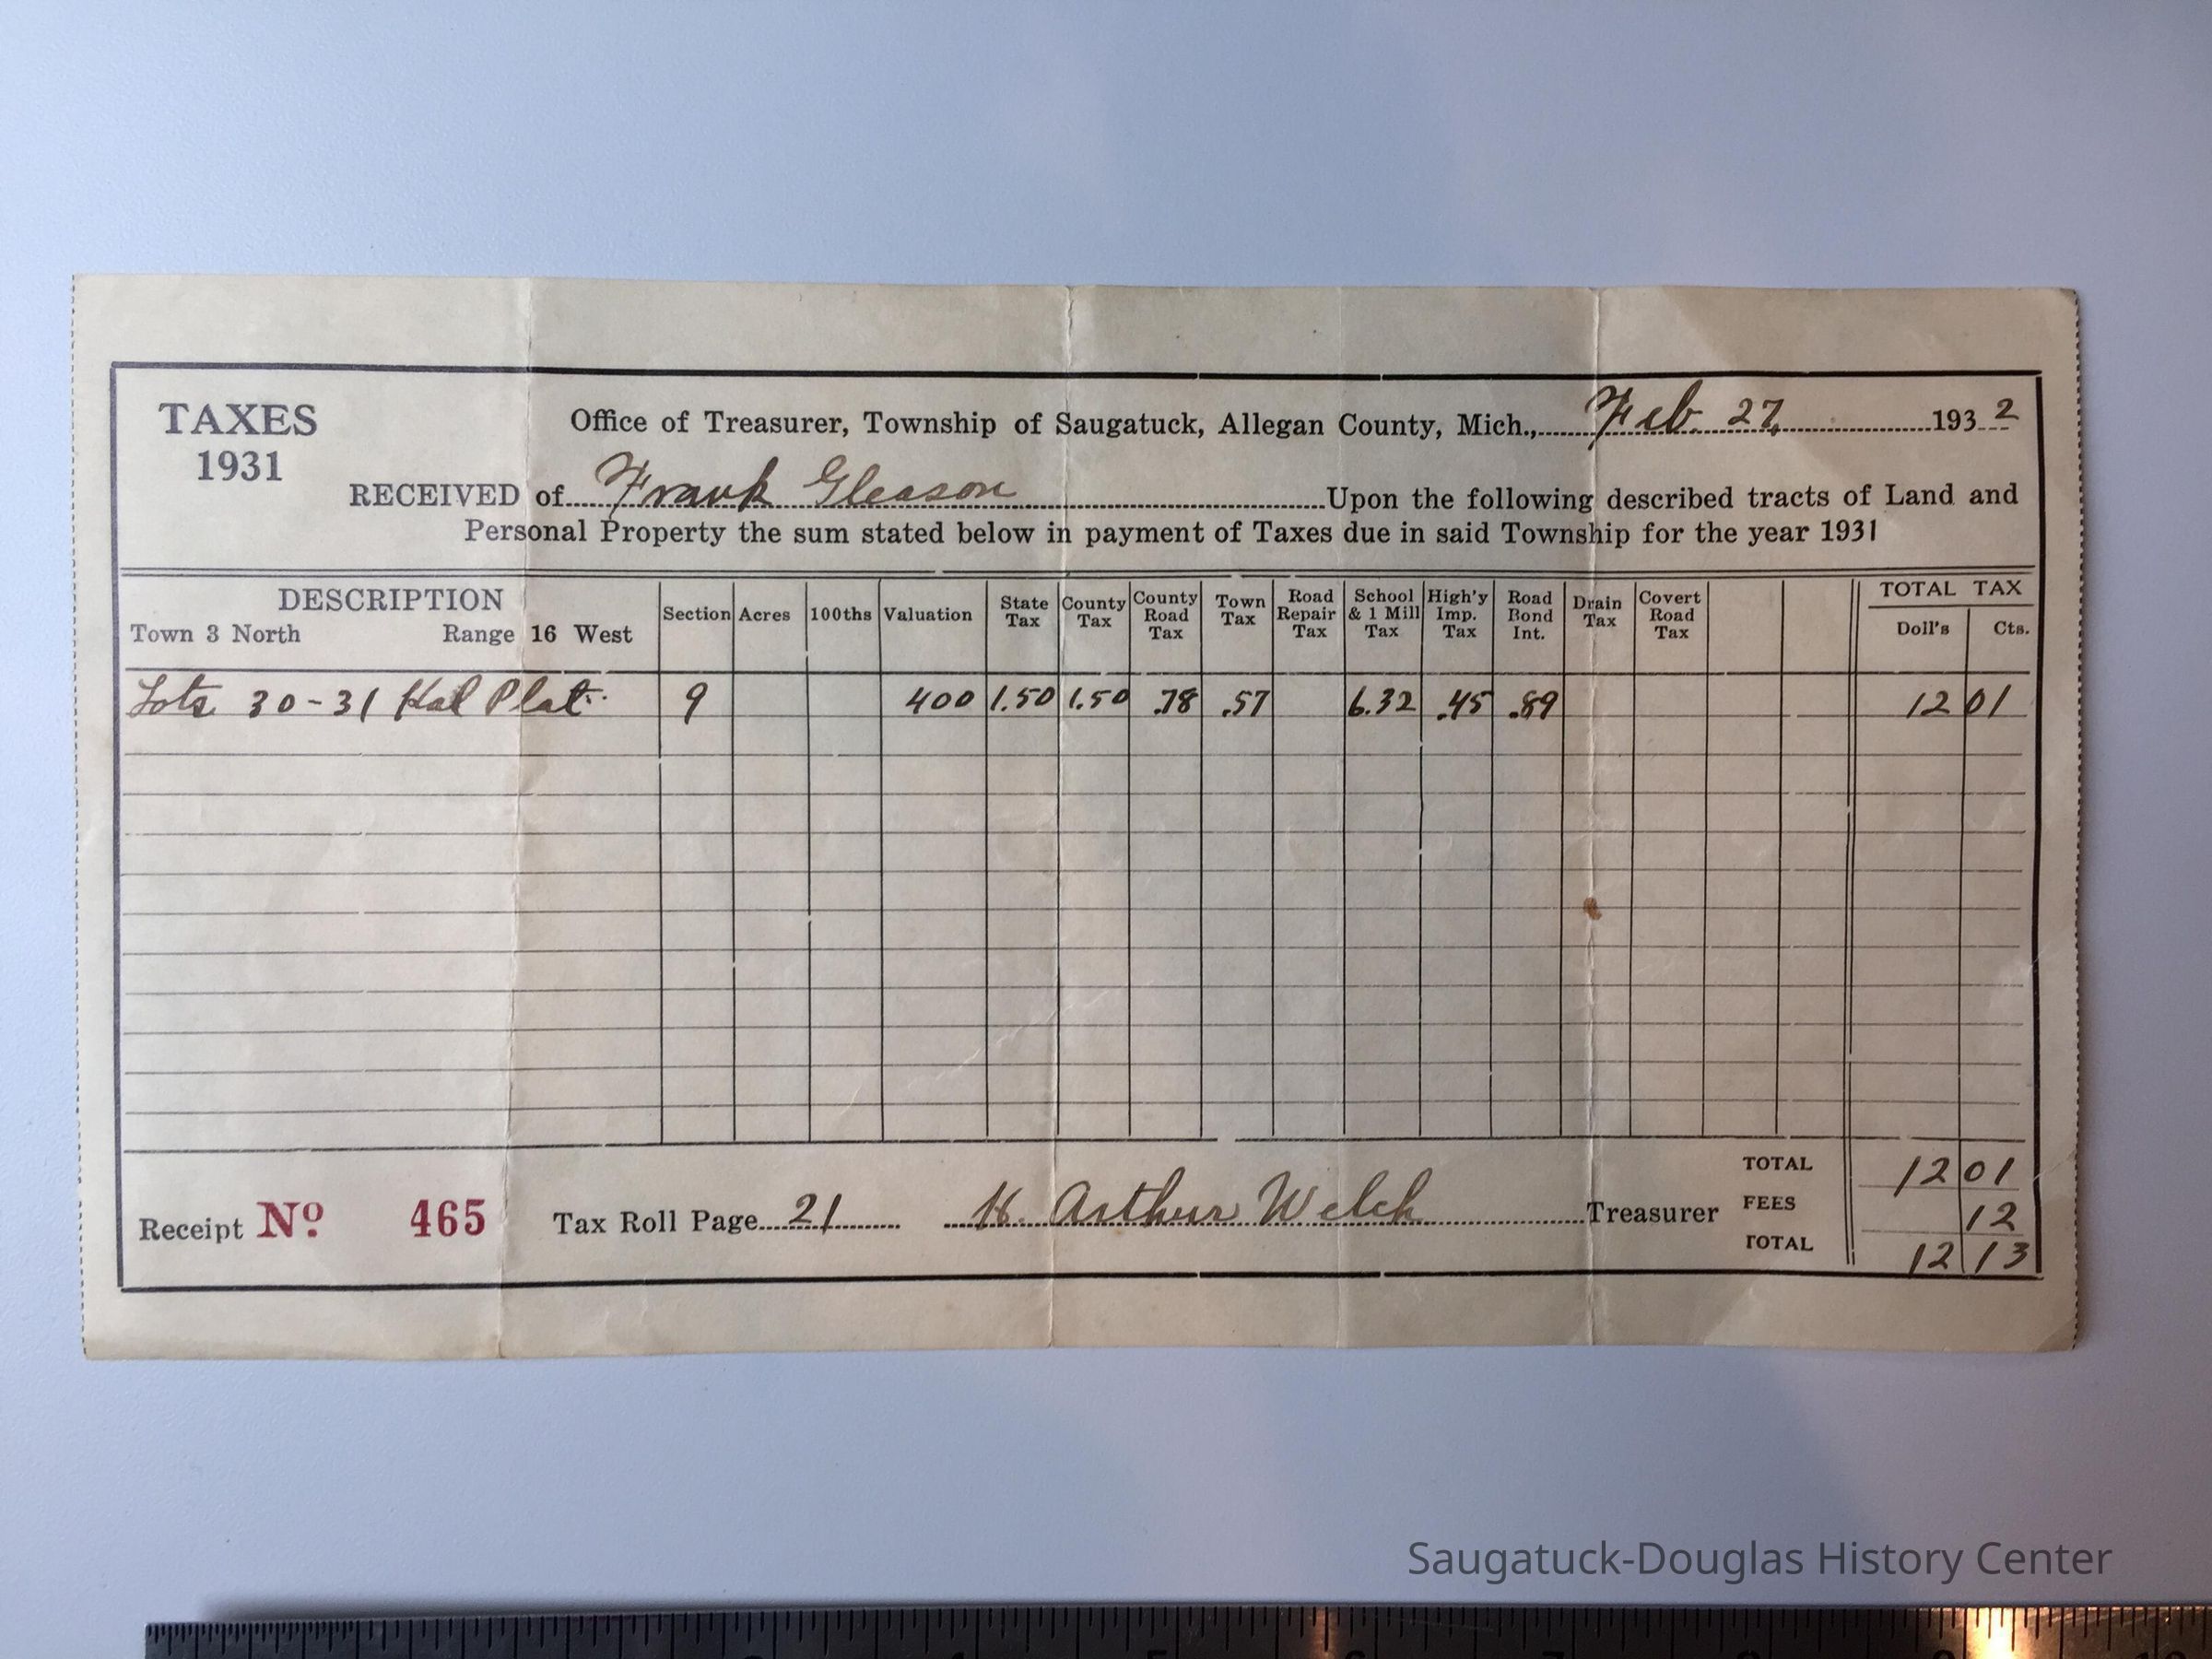 TAXES
1931
Office of Treasurer, Township of Saugatuck, Allegan County, Mich., Feb. 27, 1932
RECEIVED of Frank Gleason Upon the following described tracts of Land and
Personal Property the sum stated below in payment of Taxes due in said Township for the year 1931
DESCRIPTION
Town 3 North Range 16 West
Section
Acres
100ths
Valuation
State Tax
County Tax
County Road Tax
Town Tax
Road Repair Tax
School & 1 Mill Tax
High'y Imp. Tax
Road Bond Int.
Drain Tax
Covert Road Tax
TOTAL TAX
Doll's Cts.
Lots 30-31 Kal Plat. 9 400 1.50 1.50 .78 .57 6.32 .45 .89 12 01
TOTAL 12 01
FEES 12
TOTAL 12 13
Receipt No 465 Tax Roll Page 21 H. Arthur Welch Treasurer
Saugatuck-Douglas History Center